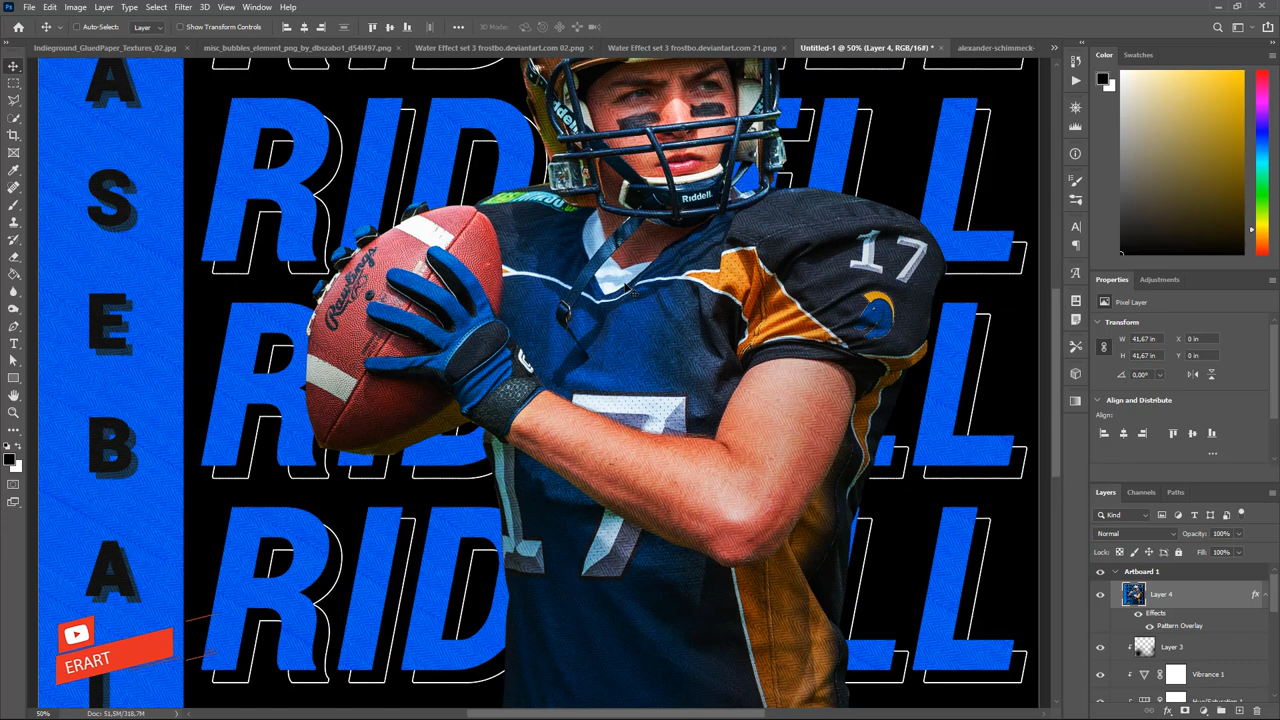 Ps File Edit Image Layer Type Select Filter 3D View Window Help
Auto-Select: Layer Show Transform Controls 3D Mode:
Indieground_GluedPaper_Textures_02.jpg × misc_bubbles_element_png_by_dbszabo1_d54l497.png × Water Effect set 3 frostbo.deviantart.com 02.png × Water Effect set 3 frostbo.deviantart.com 21.png × Untitled-1 @ 50% (Layer 4, RGB/16#) * × alexander-schimmeck-
Color Swatches
A
S
E
B
A
RIDELL
RIDELL
RIDELL
Riddell
17
Rawlings
17
ERART
Properties Adjustments
Pixel Layer
Transform
W 41,67 in X 0 in
H 41,67 in Y 0 in
0,00°
Align and Distribute
Align:
Layers Channels Paths
Kind
Normal Opacity: 100%
Lock: Fill: 100%
Artboard 1
Layer 4 fx
Effects
Pattern Overlay
Layer 3
Vibrance 1
50% Doc: 51,5M/318,7M